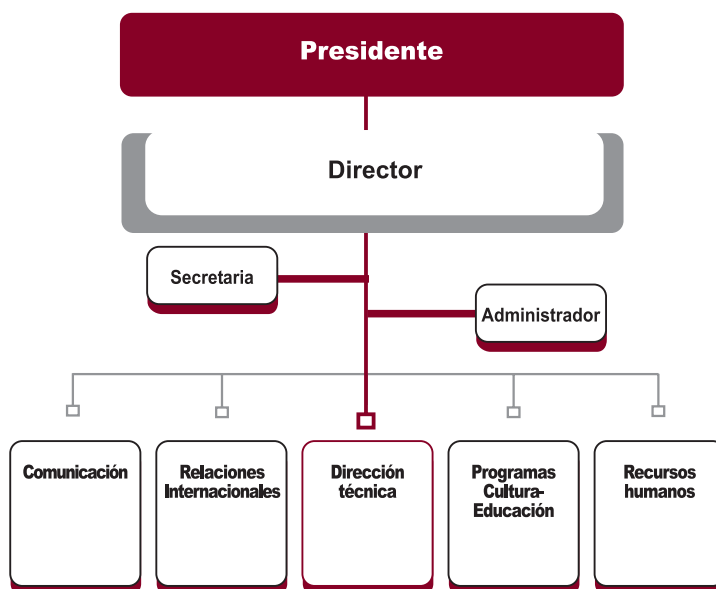 Presidente
Director
Secretaria
Administrador
Comunicación
Relaciones
Internacionales
Dirección
técnica
Programas
Cultura-
Educación
Recursos
humanos